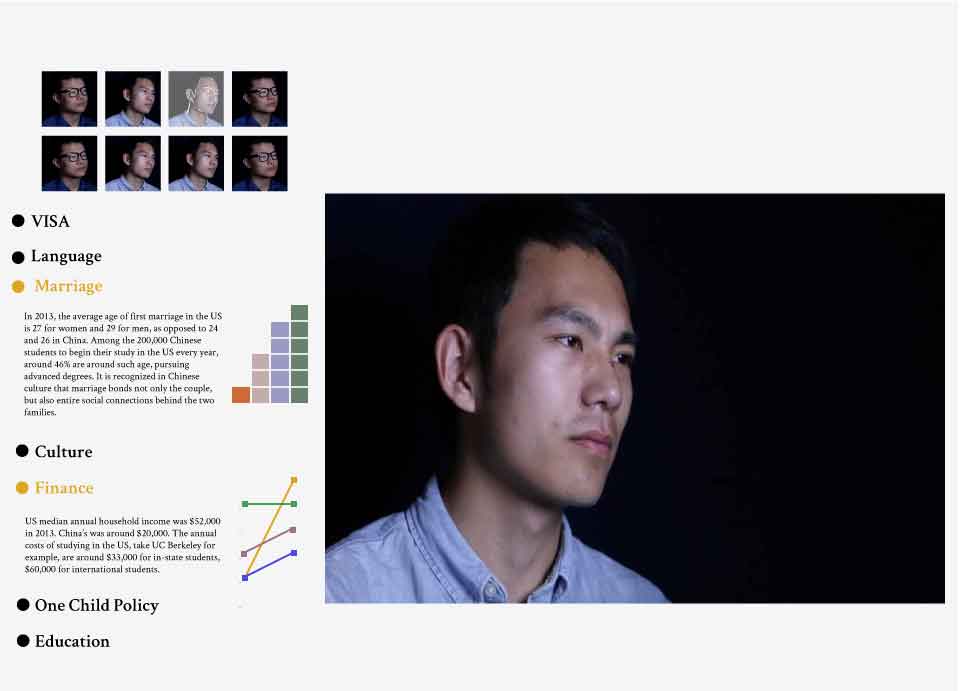 VISA
Language
Marriage
In 2013, the average age of first marriage in the US
is 27 for women and 29 for men, as opposed to 24
and 26 in China. Among the 200,000 Chinese
students to begin their study in the US every year,
around 46% are around such age, pursuing
advanced degrees. It is recognized in Chinese
culture that marriage bonds not only the couple,
but also entire social connections behind the two
families.
Culture
Finance
US median annual household income was $52,000
in 2013. China's was around $20,000. The annual
costs of studying in the US, take UC Berkeley for
example, are around $33,000 for in-state students,
$60,000 for international students.
One Child Policy
Education